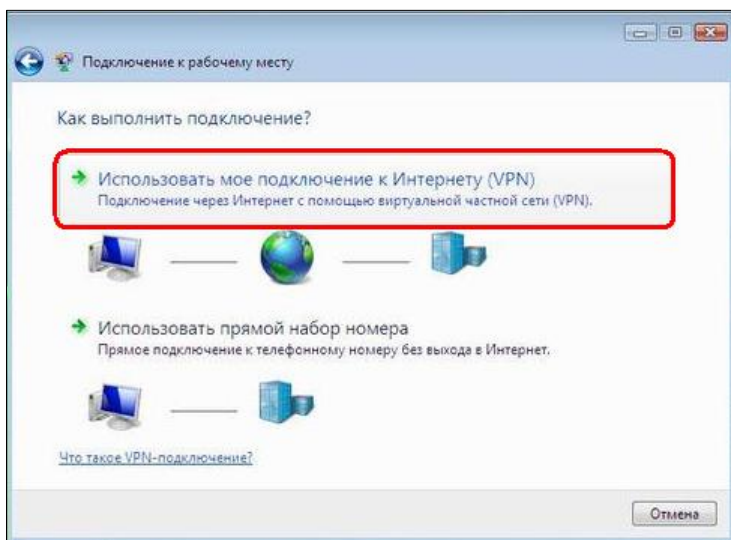 Подключение к рабочему месту
Как выполнить подключение?
Использовать мое подключение к Интернету (VPN)
Подключение через Интернет с помощью виртуальной частной сети (VPN).
Использовать прямой набор номера
Прямое подключение к телефонному номеру без выхода в Интернет.
Что такое VPN-подключение?
Отмена